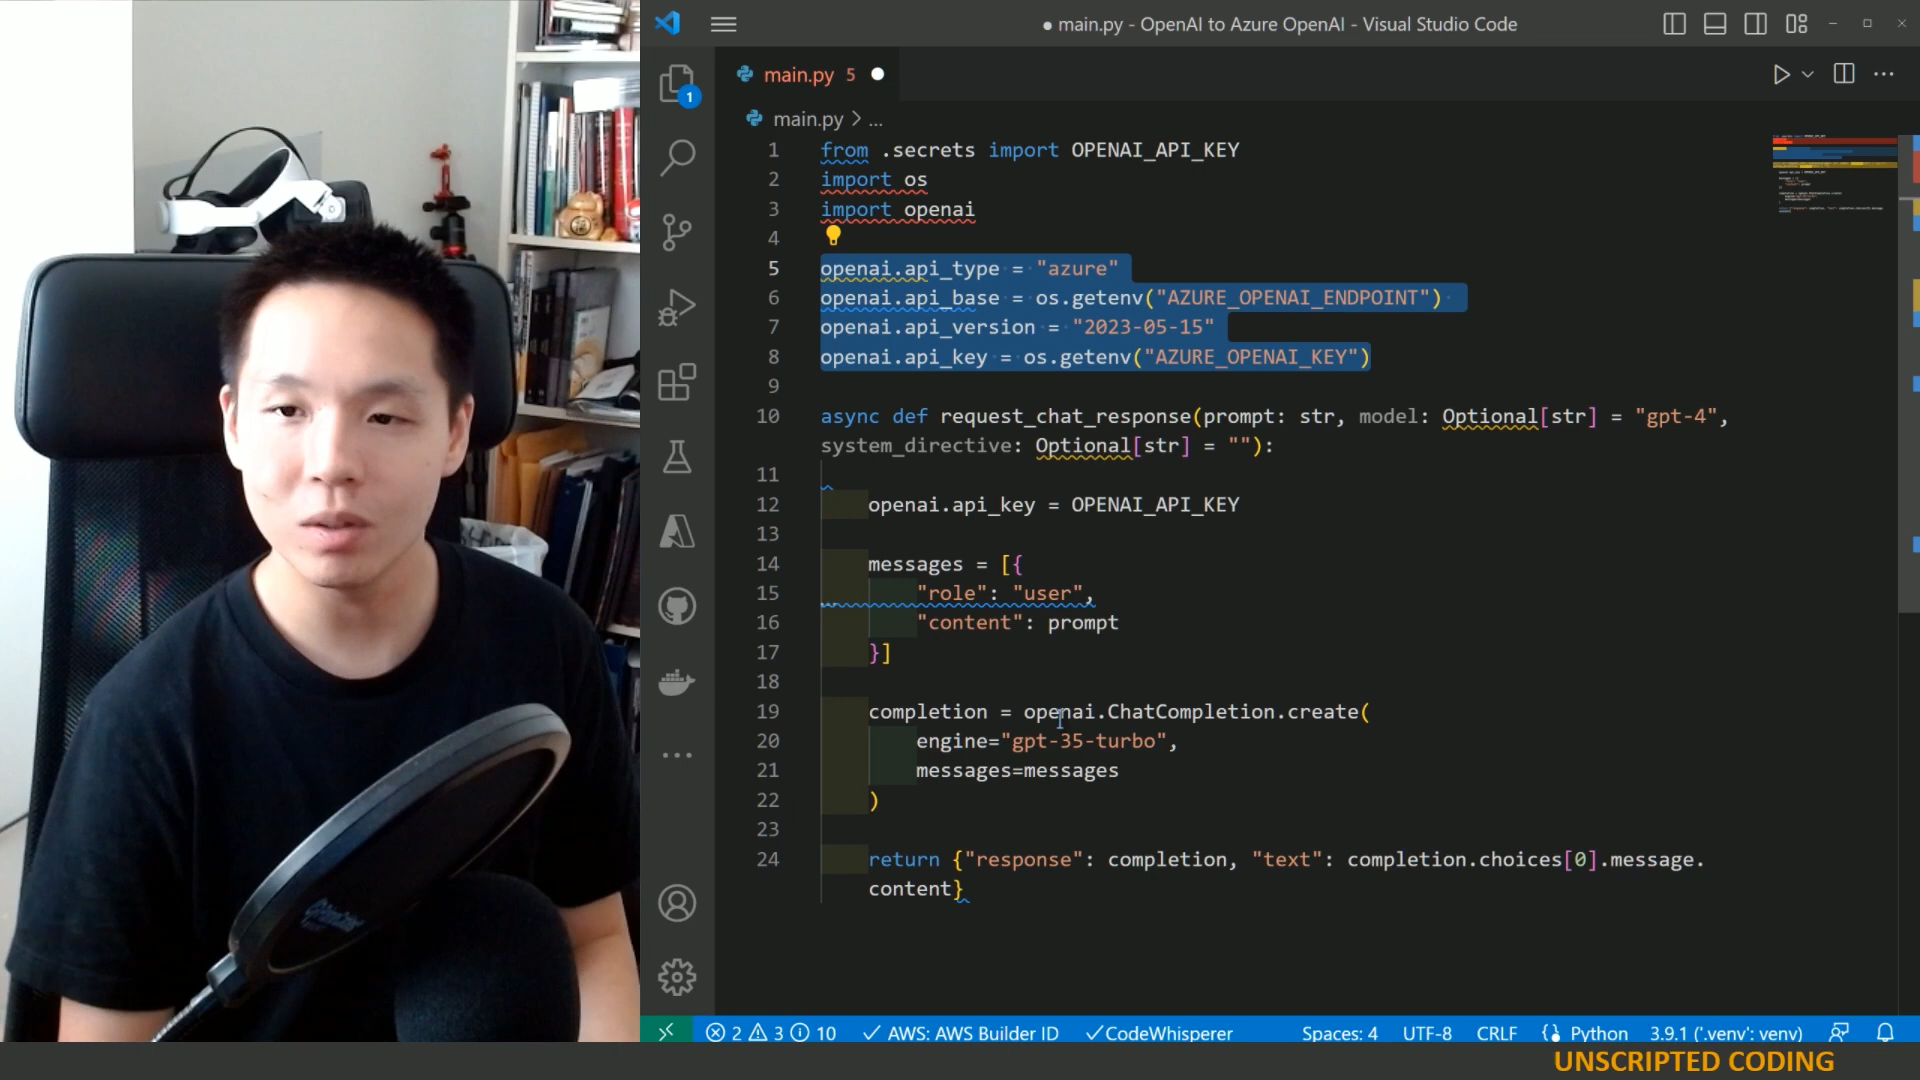 ● main.py - OpenAI to Azure OpenAI - Visual Studio Code
main.py 5 ●
1
main.py > ...
1 from .secrets import OPENAI_API_KEY
2 import os
3 import openai
4
5 openai.api_type = "azure"
6 openai.api_base = os.getenv("AZURE_OPENAI_ENDPOINT")
7 openai.api_version = "2023-05-15"
8 openai.api_key = os.getenv("AZURE_OPENAI_KEY")
9
10 async def request_chat_response(prompt: str, model: Optional[str] = "gpt-4",
system_directive: Optional[str] = ""):
11
12 openai.api_key = OPENAI_API_KEY
13
14 messages = [{
15 "role": "user",
16 "content": prompt
17 }]
18
19 completion = openai.ChatCompletion.create(
20 engine="gpt-35-turbo",
21 messages=messages
22 )
23
24 return {"response": completion, "text": completion.choices[0].message.
content}
2 3 10 AWS: AWS Builder ID CodeWhisperer Spaces: 4 UTF-8 CRLF Python 3.9.1 ('.venv': venv)
UNSCRIPTED CODING